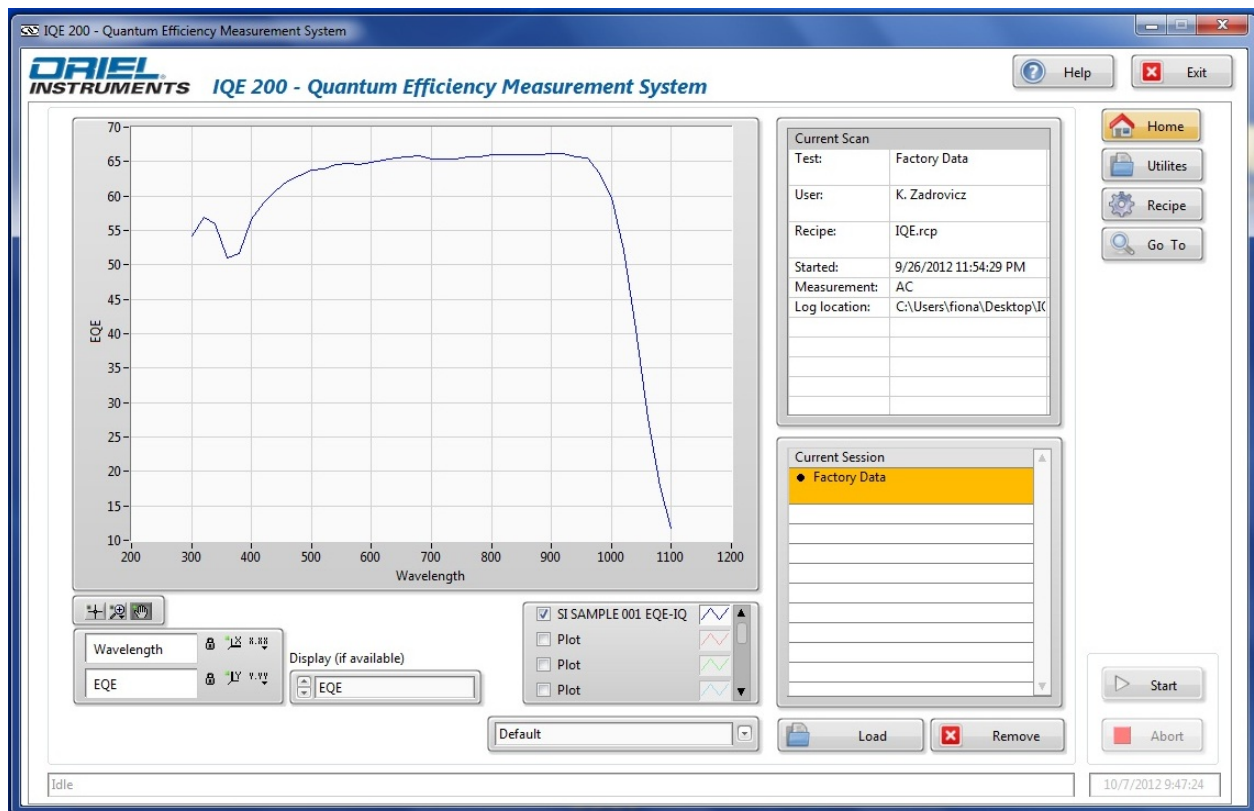 IQE 200 - Quantum Efficiency Measurement System
ORIEL
INSTRUMENTS
IQE 200 - Quantum Efficiency Measurement System
Help
Exit
70
65
60
55
50
45
40
35
30
25
20
15
10
EQE
200 300 400 500 600 700 800 900 1000 1100 1200
Wavelength
Current Scan
Test: Factory Data
User: K. Zadrovicz
Recipe: IQE.rcp
Started: 9/26/2012 11:54:29 PM
Measurement: AC
Log location: C:\Users\fiona\Desktop\
Home
Utilites
Recipe
Go To
Current Session
Factory Data
Wavelength
EQE
Display (if available)
EQE
SI SAMPLE 001 EQE-IQ
Plot
Plot
Plot
Default
Load
Remove
Start
Abort
Idle
10/7/2012 9:47:24